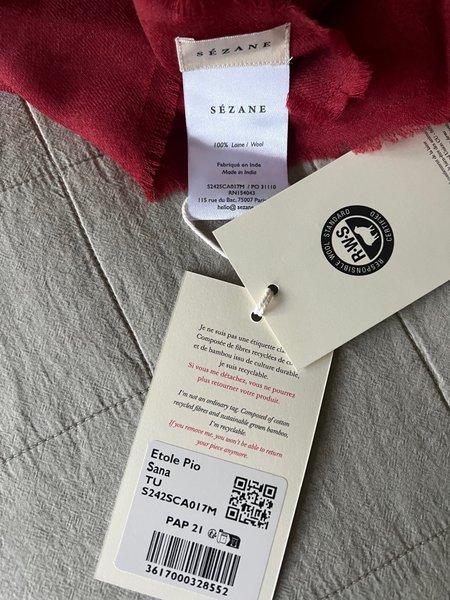 SÉZANE
SÉZANE
100% Laine / Wool
Fabriqué en Inde
Made in India
S242SCA017M / PO 31110
RN154043
115 rue du Bac, 75007
hello@
R·W·S
RESPONSIBLE WOOL STANDARD
CERTIFIED
Je ne suis pas une étiquette
Composée de fibres recyclées de
et de bambou issu de culture durable,
je suis recyclable.
Si vous me détachez, vous ne pourrez
plus retourner votre produit.
I'm not an ordinary tag. Composed of cotton
recycled fibres and sustainable grown bamboo,
I'm recyclable.
If you remove me, you won't be able to return
your piece anymore.
Etole Pio
Sana
TU
S242SCA017M
PAP 21
3617000328552